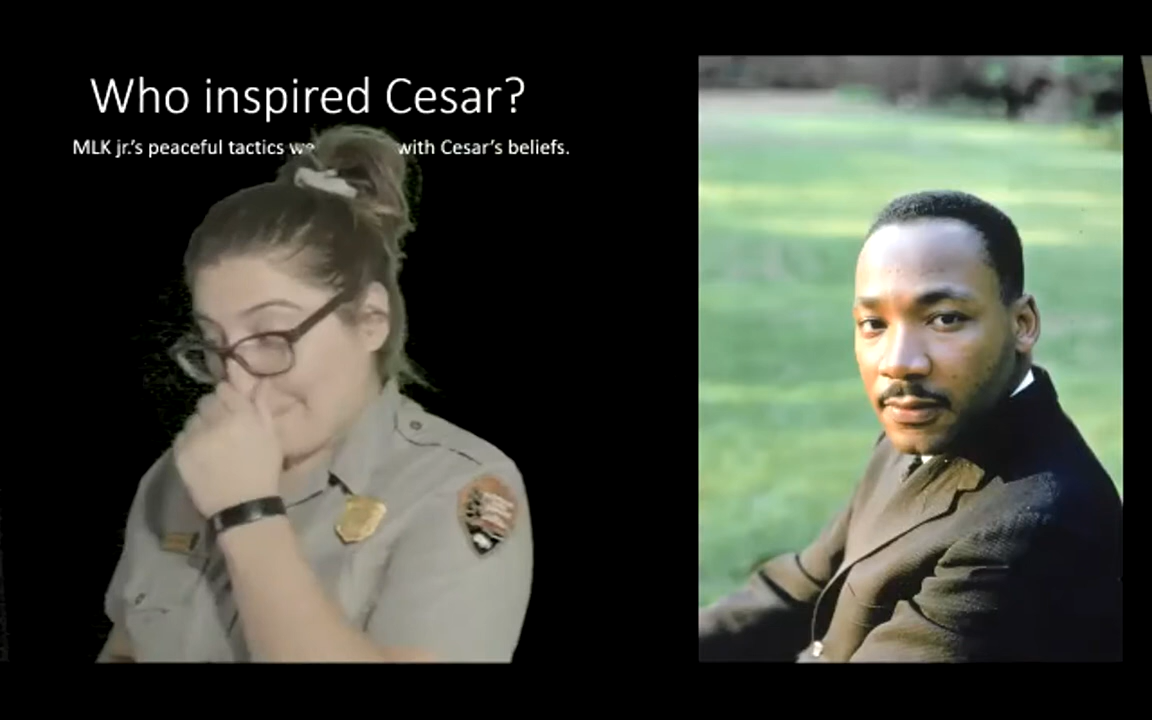 Who inspired Cesar?
MLK jr.'s peaceful tactics with Cesar's beliefs.